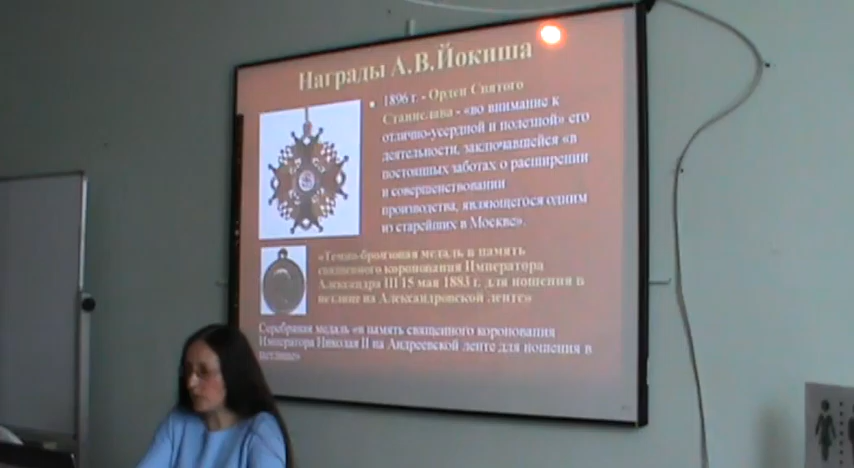 Награды А.В.Йокиша
1896 г. - Орден Святого
Станислава - «во внимание к
отлично-усердной и полезной» его
деятельности, заключавшейся «в
постоянных заботах о расширении
и совершенствовании
производства, являющегося одним
из старейших в Москве».
«Темно-бронзовая медаль в память
священного коронования Императора
Александра III 15 мая 1883 г. для ношения в
петлице на Александровской ленте»
Серебряная медаль «в память священного коронования
Императора Николая II на Андреевской ленте для ношения в
петлице»